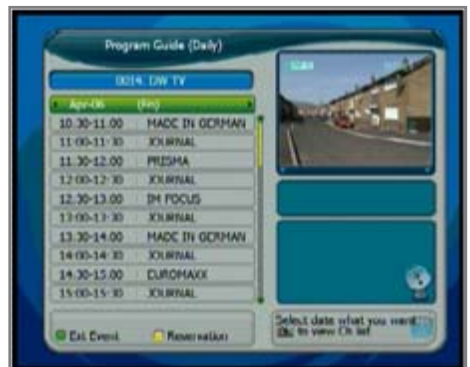 Program Guide (Daily)
0014. DW TV
Apr-06 (Fri)
10.30-11.00 MADE IN GERMAN
11:00-11:30 JOURNAL
11.30-12.00 PRISMA
12:00-12:30 JOURNAL
12.30-13.00 IM FOCUS
13:00-13:30 JOURNAL
13.30-14.00 MADE IN GERMAN
14:00-14:30 JOURNAL
14.30-15.00 EUROMAXX
15:00-15:30 JOURNAL
Ext Event Reservation
Select date what you want.
to view Ch list